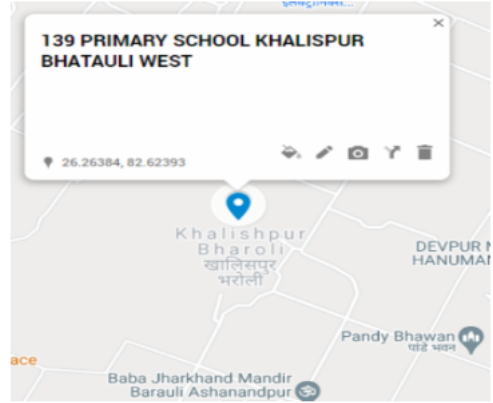 139 PRIMARY SCHOOL KHALISPUR
BHATAULI WEST
26.26384, 82.62393
Khalishpur
Bharoli
खालिसपुर
भरोली
DEVPUR
HANUMAN
Pandy Bhawan
पांडे भवन
ace
Baba Jharkhand Mandir
Barauli Ashanandpur